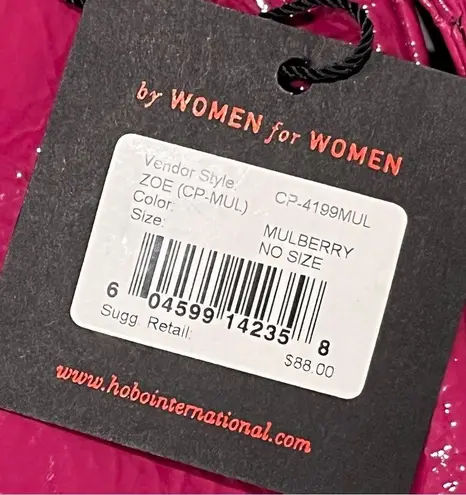 by WOMEN for WOMEN
Vendor Style: CP-4199MUL
ZOE (CP-MUL)
Color: MULBERRY
Size: NO SIZE
6 04599 14235 8
Sugg. Retail: $88.00
www.hobointernational.com